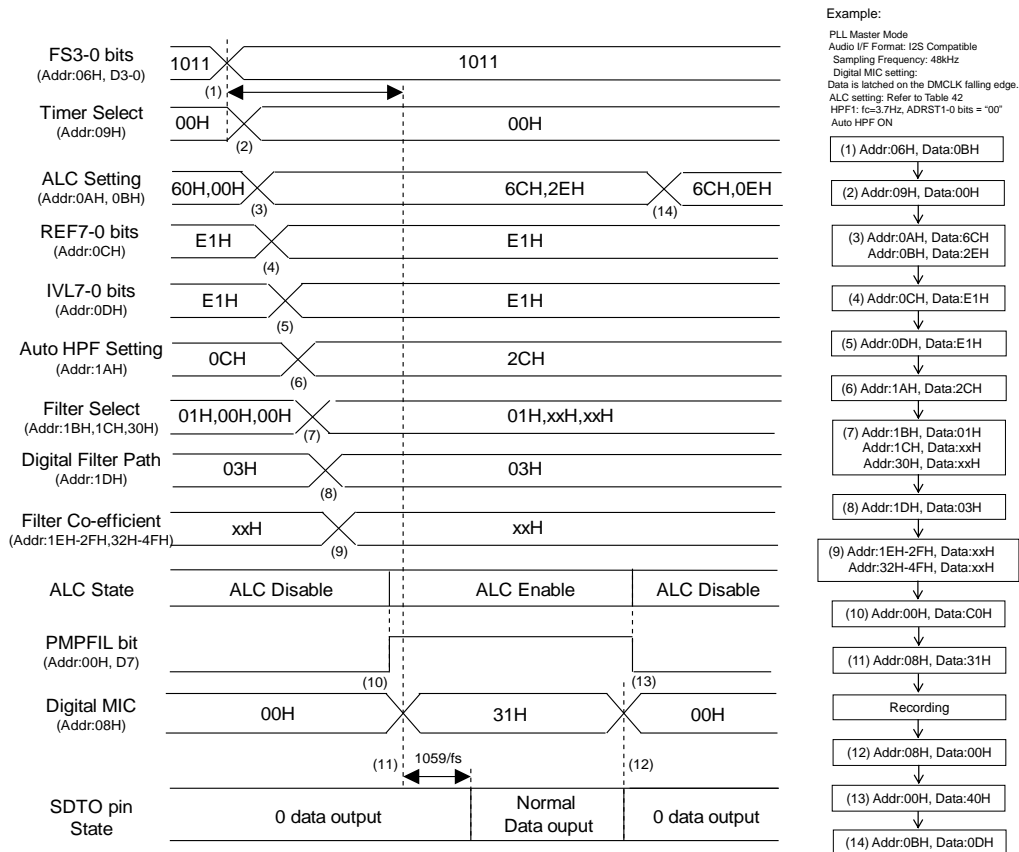 FS3-0 bits
(Addr:06H, D3-0)
1011
1011
(1)
Timer Select
(Addr:09H)
00H
00H
(2)
ALC Setting
(Addr:0AH, 0BH)
60H,00H
6CH,2EH
6CH,0EH
(3)
(14)
REF7-0 bits
(Addr:0CH)
E1H
E1H
(4)
IVL7-0 bits
(Addr:0DH)
E1H
E1H
(5)
Auto HPF Setting
(Addr:1AH)
0CH
2CH
(6)
Filter Select
(Addr:1BH,1CH,30H)
01H,00H,00H
01H,xxH,xxH
(7)
Digital Filter Path
(Addr:1DH)
03H
03H
(8)
Filter Co-efficient
(Addr:1EH-2FH,32H-4FH)
xxH
xxH
(9)
ALC State
ALC Disable
ALC Enable
ALC Disable
PMPFIL bit
(Addr:00H, D7)
(10)
(13)
Digital MIC
(Addr:08H)
00H
31H
00H
(11)
1059/fs
(12)
SDTO pin
State
0 data output
Normal
Data ouput
0 data output
Example:
PLL Master Mode
Audio I/F Format: I2S Compatible
Sampling Frequency: 48kHz
Digital MIC setting:
Data is latched on the DMCLK falling edge.
ALC setting: Refer to Table 42
HPF1: fc=3.7Hz, ADRST1-0 bits = “00”
Auto HPF ON
(1) Addr:06H, Data:0BH
(2) Addr:09H, Data:00H
(3) Addr:0AH, Data:6CH
Addr:0BH, Data:2EH
(4) Addr:0CH, Data:E1H
(5) Addr:0DH, Data:E1H
(6) Addr:1AH, Data:2CH
(7) Addr:1BH, Data:01H
Addr:1CH, Data:xxH
Addr:30H, Data:xxH
(8) Addr:1DH, Data:03H
(9) Addr:1EH-2FH, Data:xxH
Addr:32H-4FH, Data:xxH
(10) Addr:00H, Data:C0H
(11) Addr:08H, Data:31H
Recording
(12) Addr:08H, Data:00H
(13) Addr:00H, Data:40H
(14) Addr:0BH, Data:0DH